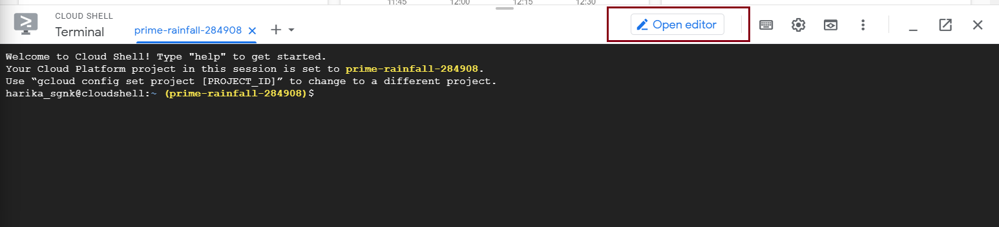 11:45 12:00 12:15 12:30
CLOUD SHELL
Terminal
prime-rainfall-284908
Open editor
Welcome to Cloud Shell! Type "help" to get started.
Your Cloud Platform project in this session is set to prime-rainfall-284908.
Use “gcloud config set project [PROJECT_ID]” to change to a different project.
harika_sgnk@cloudshell:~ (prime-rainfall-284908)$